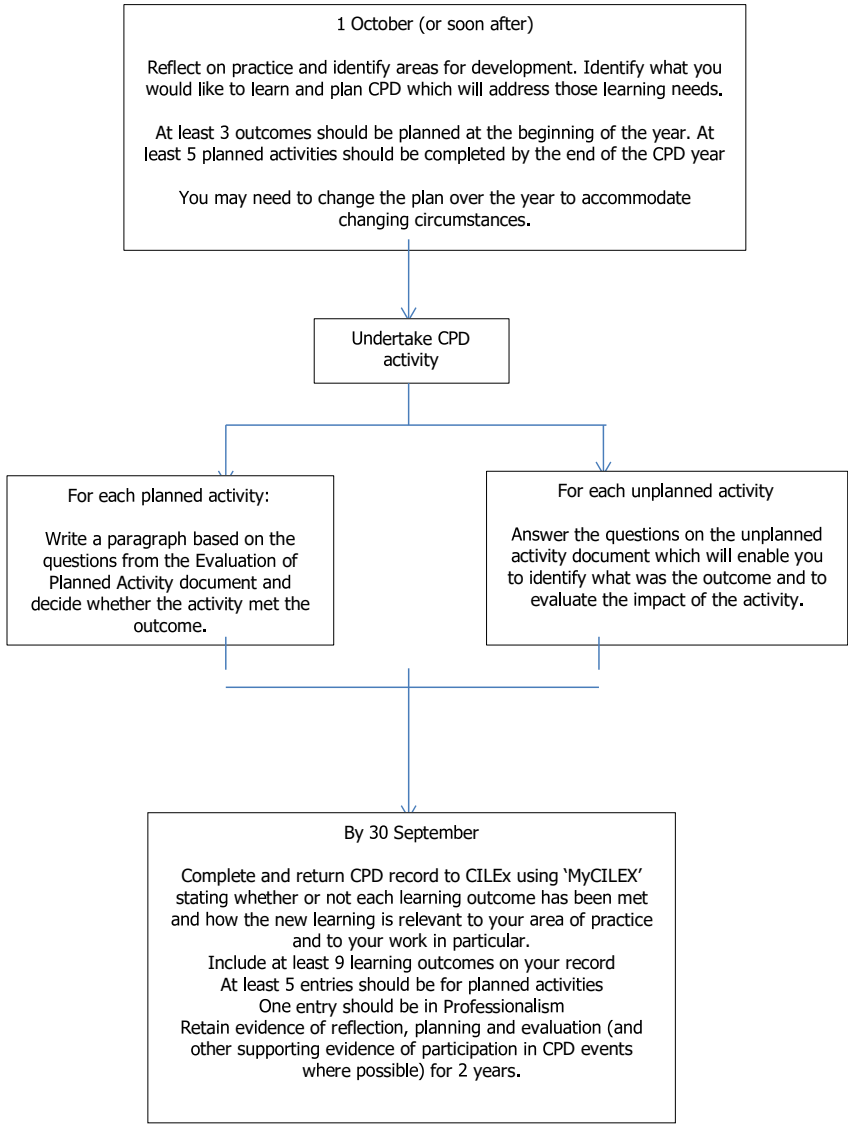 1 October (or soon after)
Reflect on practice and identify areas for development. Identify what you
would like to learn and plan CPD which will address those learning needs.
At least 3 outcomes should be planned at the beginning of the year. At
least 5 planned activities should be completed by the end of the CPD year
You may need to change the plan over the year to accommodate
changing circumstances.
Undertake CPD
activity
For each planned activity:
Write a paragraph based on the
questions from the Evaluation of
Planned Activity document and
decide whether the activity met the
outcome.
For each unplanned activity
Answer the questions on the unplanned
activity document which will enable you
to identify what was the outcome and to
evaluate the impact of the activity.
By 30 September
Complete and return CPD record to CILEx using ‘MyCILEX’
stating whether or not each learning outcome has been met
and how the new learning is relevant to your area of practice
and to your work in particular.
Include at least 9 learning outcomes on your record
At least 5 entries should be for planned activities
One entry should be in Professionalism
Retain evidence of reflection, planning and evaluation (and
other supporting evidence of participation in CPD events
where possible) for 2 years.